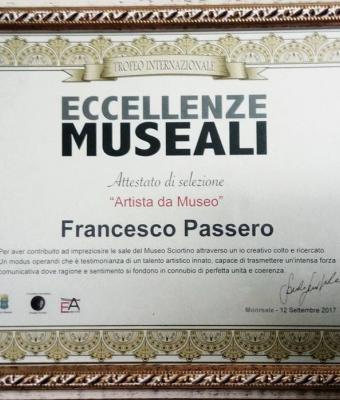 TROFEO INTERNAZIONALE
ECCELLENZE
MUSEALI
Attestato di selezione
"Artista da Museo"
Francesco Passero
Per aver contribuito ad impreziosire le sale del Museo Sciortino attraverso un io creativo colto e ricercato.
Un modus operandi che è testimonianza di un talento artistico innato, capace di trasmettere un'intensa forza
comunicativa dove ragione e sentimento si fondono in connubio di perfetta unità e coerenza.
EA
Monreale - 12 Settembre 2017